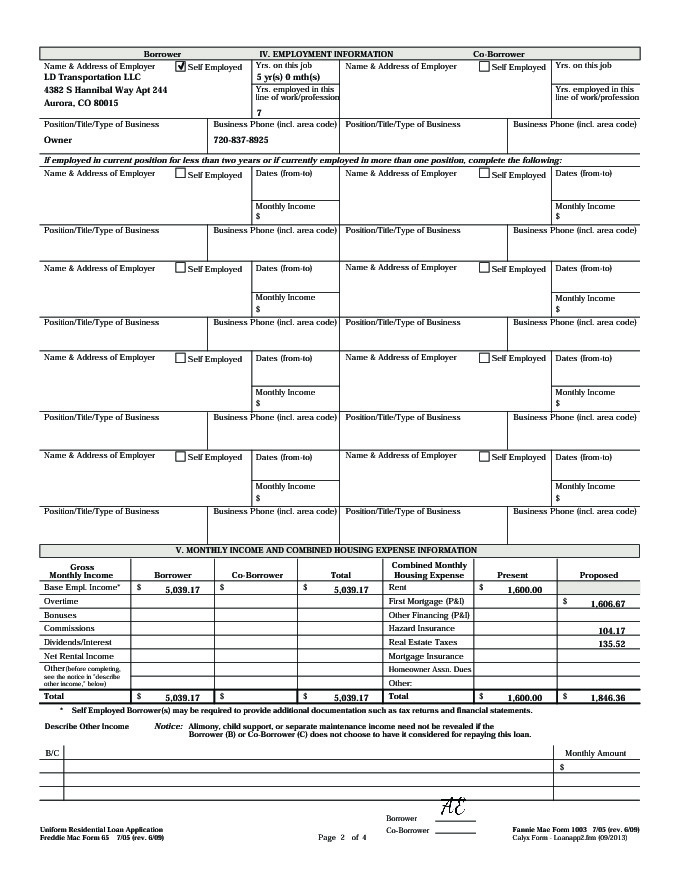 Borrower IV. EMPLOYMENT INFORMATION Co-Borrower
Name & Address of Employer Self Employed Yrs. on this job Name & Address of Employer Self Employed Yrs. on this job
LD Transportation LLC 5 yr(s) 0 mth(s)
4382 S Hannibal Way Apt 244 Yrs. employed in this line of work/profession Yrs. employed in this line of work/profession
Aurora, CO 80015 7
Position/Title/Type of Business Business Phone (incl. area code) Position/Title/Type of Business Business Phone (incl. area code)
Owner 720-837-8925
If employed in current position for less than two years or if currently employed in more than one position, complete the following:
Name & Address of Employer Self Employed Dates (from-to) Name & Address of Employer Self Employed Dates (from-to)
Monthly Income Monthly Income
$ $
Position/Title/Type of Business Business Phone (incl. area code) Position/Title/Type of Business Business Phone (incl. area code)
Name & Address of Employer Self Employed Dates (from-to) Name & Address of Employer Self Employed Dates (from-to)
Monthly Income Monthly Income
$ $
Position/Title/Type of Business Business Phone (incl. area code) Position/Title/Type of Business Business Phone (incl. area code)
Name & Address of Employer Self Employed Dates (from-to) Name & Address of Employer Self Employed Dates (from-to)
Monthly Income Monthly Income
$ $
Position/Title/Type of Business Business Phone (incl. area code) Position/Title/Type of Business Business Phone (incl. area code)
Name & Address of Employer Self Employed Dates (from-to) Name & Address of Employer Self Employed Dates (from-to)
Monthly Income Monthly Income
$ $
Position/Title/Type of Business Business Phone (incl. area code) Position/Title/Type of Business Business Phone (incl. area code)
V. MONTHLY INCOME AND COMBINED HOUSING EXPENSE INFORMATION
Gross Monthly Income Borrower Co-Borrower Total Combined Monthly Housing Expense Present Proposed
Base Empl. Income* $ 5,039.17 $ $ 5,039.17 Rent $ 1,600.00
Overtime First Mortgage (P&I) $ 1,606.67
Bonuses Other Financing (P&I)
Commissions Hazard Insurance 104.17
Dividends/Interest Real Estate Taxes 135.52
Net Rental Income Mortgage Insurance
Other (before completing, see the notice in "describe other income," below) Homeowner Assn. Dues
Other:
Total $ 5,039.17 $ $ 5,039.17 Total $ 1,600.00 $ 1,846.36
* Self Employed Borrower(s) may be required to provide additional documentation such as tax returns and financial statements.
Describe Other Income Notice: Alimony, child support, or separate maintenance income need not be revealed if the
Borrower (B) or Co-Borrower (C) does not choose to have it considered for repaying this loan.
B/C Monthly Amount
$
Borrower AE
Co-Borrower
Uniform Residential Loan Application Fannie Mae Form 1003 7/05 (rev. 6/09)
Freddie Mac Form 65 7/05 (rev. 6/09) Page 2 of 4 Calyx Form - Loanapp2.frm (09/2013)